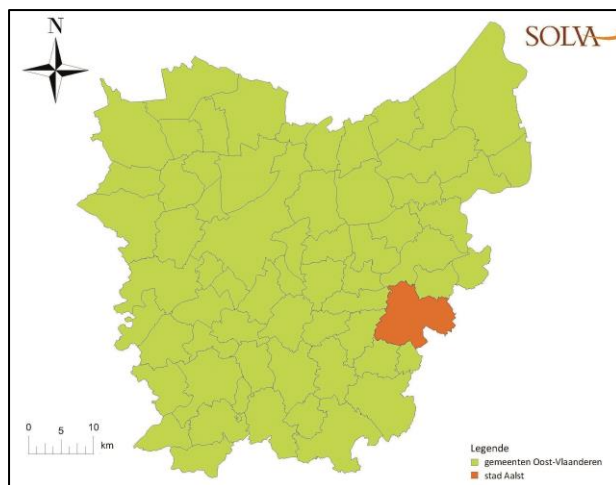 N
SOLVA
0 5 10
km
Legende
gemeenten Oost-Vlaanderen
stad Aalst